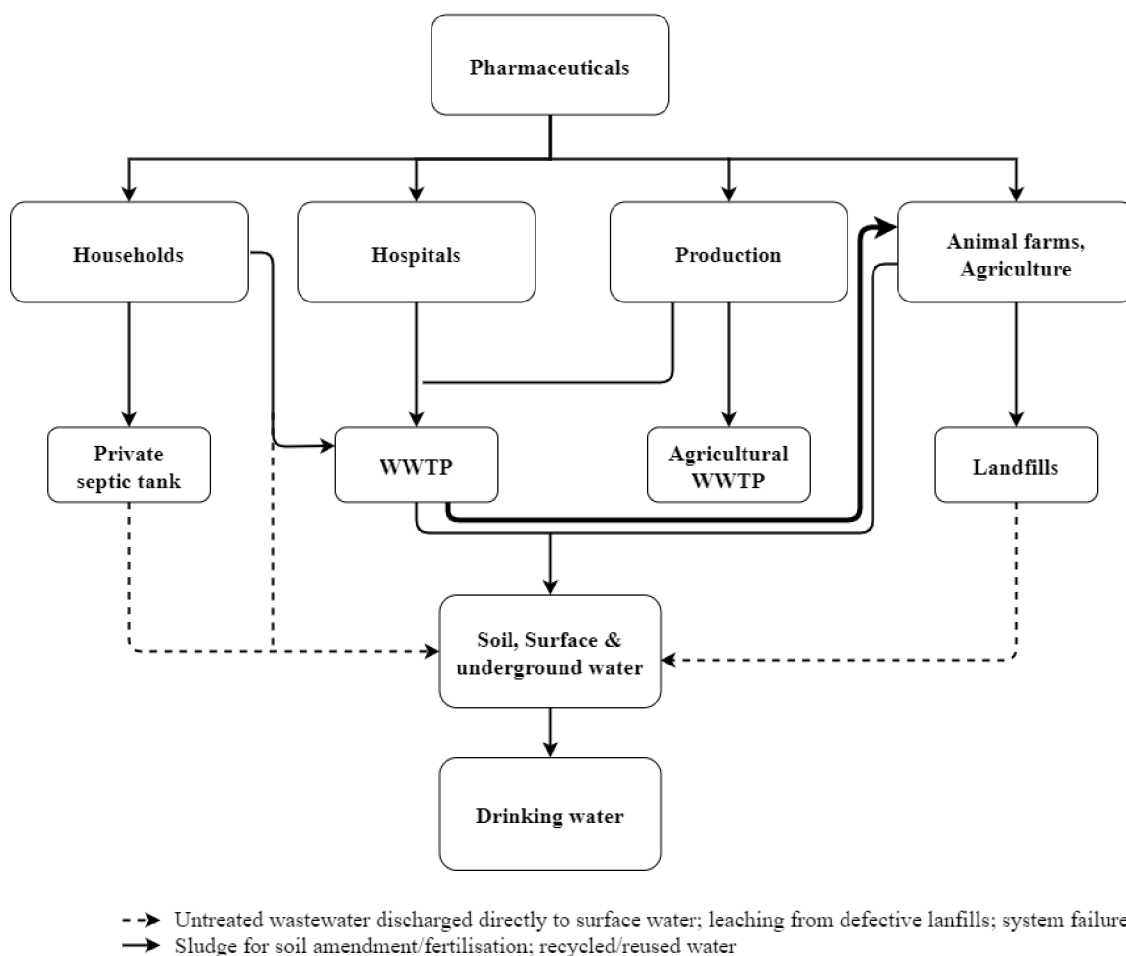 Pharmaceuticals
Households
Hospitals
Production
Animal farms,
Agriculture
Private
septic tank
WWTP
Agricultural
WWTP
Landfills
Soil, Surface &
underground water
Drinking water
Untreated wastewater discharged directly to surface water; leaching from defective lanfills; system failure
Sludge for soil amendment/fertilisation; recycled/reused water